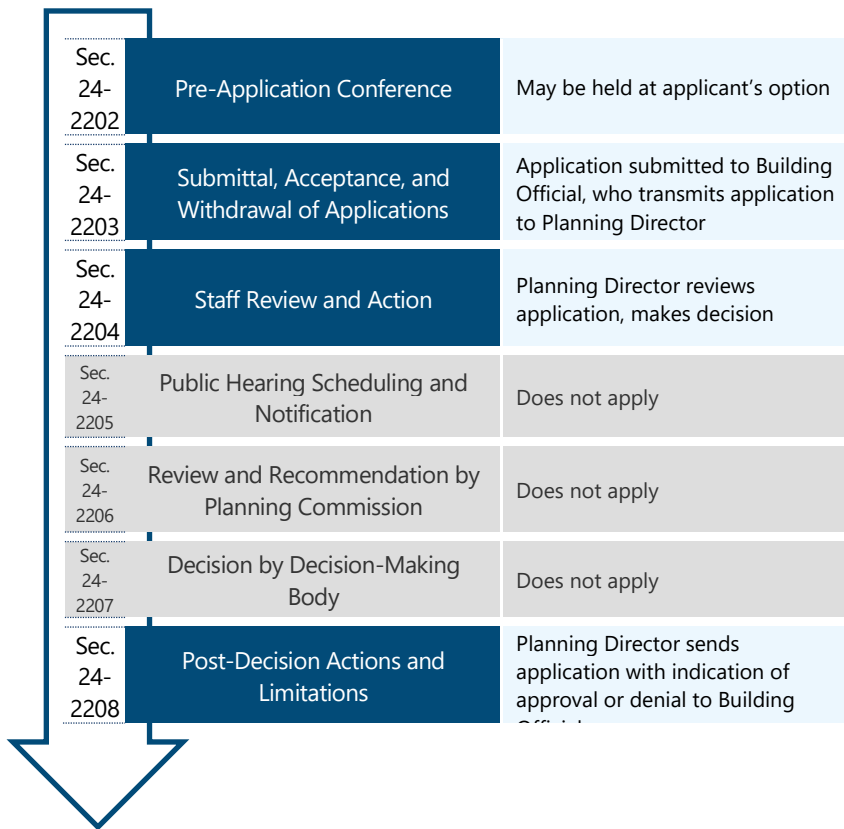 Sec.
24-
2202
Pre-Application Conference
May be held at applicant’s option
Sec.
24-
2203
Submittal, Acceptance, and
Withdrawal of Applications
Application submitted to Building
Official, who transmits application
to Planning Director
Sec.
24-
2204
Staff Review and Action
Planning Director reviews
application, makes decision
Sec.
24-
2205
Public Hearing Scheduling and
Notification
Does not apply
Sec.
24-
2206
Review and Recommendation by
Planning Commission
Does not apply
Sec.
24-
2207
Decision by Decision-Making
Body
Does not apply
Sec.
24-
2208
Post-Decision Actions and
Limitations
Planning Director sends
application with indication of
approval or denial to Building